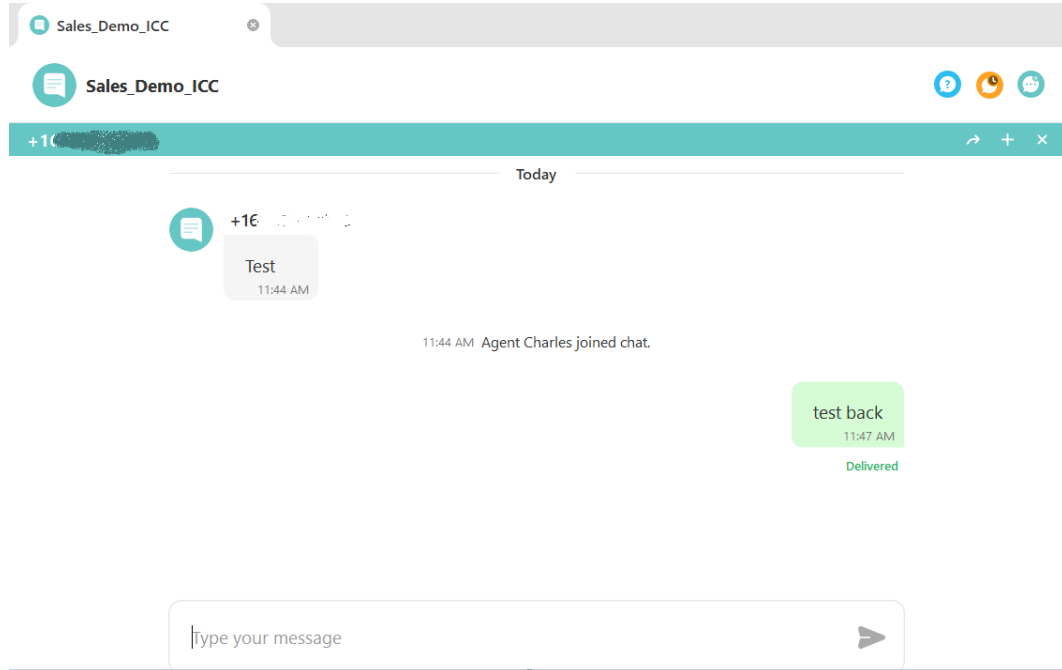 Sales_Demo_ICC
Sales_Demo_ICC
Today
Test
11:44 AM
11:44 AM Agent Charles joined chat.
test back
11:47 AM
Delivered
Type your message